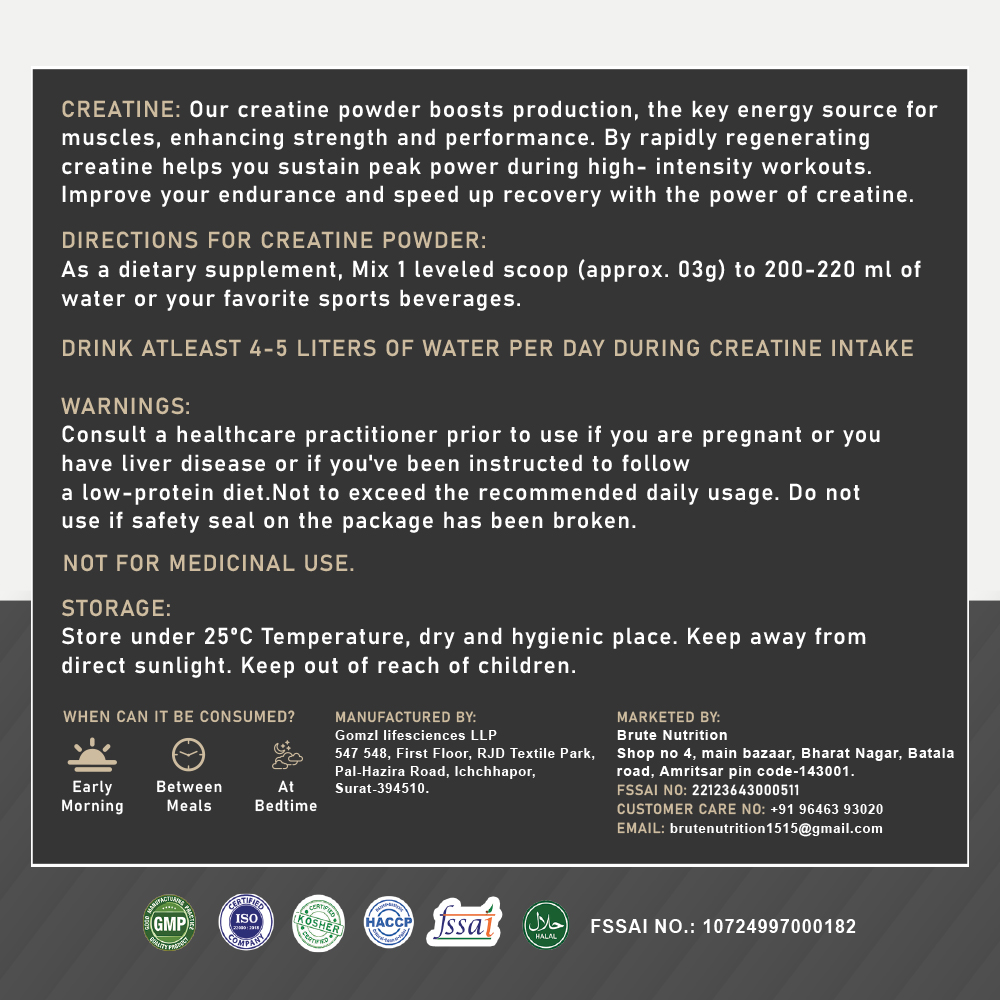 CREATINE: Our creatine powder boosts production, the key energy source for
muscles, enhancing strength and performance. By rapidly regenerating
creatine helps you sustain peak power during high- intensity workouts.
Improve your endurance and speed up recovery with the power of creatine.
DIRECTIONS FOR CREATINE POWDER:
As a dietary supplement, Mix 1 leveled scoop (approx. 03g) to 200-220 ml of
water or your favorite sports beverages.
DRINK ATLEAST 4-5 LITERS OF WATER PER DAY DURING CREATINE INTAKE
WARNINGS:
Consult a healthcare practitioner prior to use if you are pregnant or you
have liver disease or if you've been instructed to follow
a low-protein diet.Not to exceed the recommended daily usage. Do not
use if safety seal on the package has been broken.
NOT FOR MEDICINAL USE.
STORAGE:
Store under 25°C Temperature, dry and hygienic place. Keep away from
direct sunlight. Keep out of reach of children.
WHEN CAN IT BE CONSUMED?
Early
Morning
Between
Meals
At
Bedtime
MANUFACTURED BY:
Gomzl lifesciences LLP
547 548, First Floor, RJD Textile Park,
Pal-Hazira Road, Ichchhapor,
Surat-394510.
MARKETED BY:
Brute Nutrition
Shop no 4, main bazaar, Bharat Nagar, Batala
road, Amritsar pin code-143001.
FSSAI NO: 22123643000511
CUSTOMER CARE NO: +91 96463 93020
EMAIL: brutenutrition1515@gmail.com
GOOD MANUFACTURING PRACTICE
GMP
QUALITY PRODUCT
CERTIFIED
ISO
22000 : 2018
COMPANY
CERTIFIED
KOSHER
CERTIFIED
HACCP
fssai
حلال
HALAL
FSSAI NO.: 10724997000182